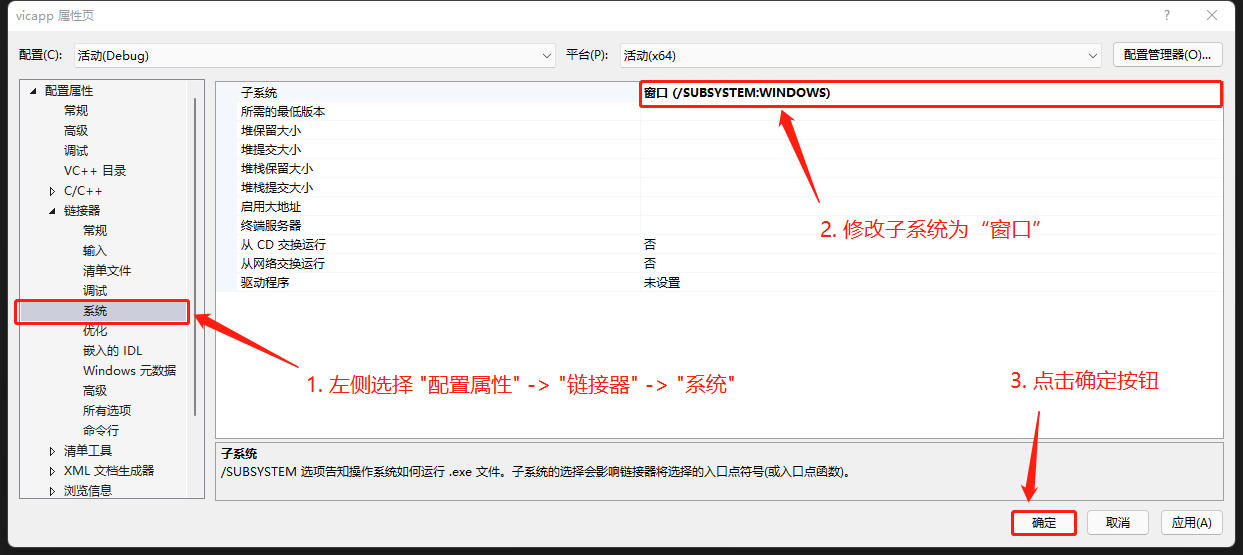 vicapp 属性页
配置(C): 活动(Debug) 平台(P): 活动(x64) 配置管理器(O)...
配置属性
常规
高级
调试
VC++ 目录
C/C++
链接器
常规
输入
清单文件
调试
系统
优化
嵌入的 IDL
Windows 元数据
高级
所有选项
命令行
清单工具
XML 文档生成器
浏览信息
子系统 窗口 (/SUBSYSTEM:WINDOWS)
所需的最低版本
堆保留大小
堆提交大小
堆栈保留大小
堆栈提交大小
启用大地址
终端服务器
从 CD 交换运行 否
从网络交换运行 否
驱动程序 未设置
2. 修改子系统为“窗口”
1. 左侧选择 "配置属性" -> "链接器" -> "系统"
3. 点击确定按钮
子系统
/SUBSYSTEM 选项告知操作系统如何运行 .exe 文件。子系统的选择会影响链接器将选择的入口点符号(或入口点函数)。
确定 取消 应用(A)